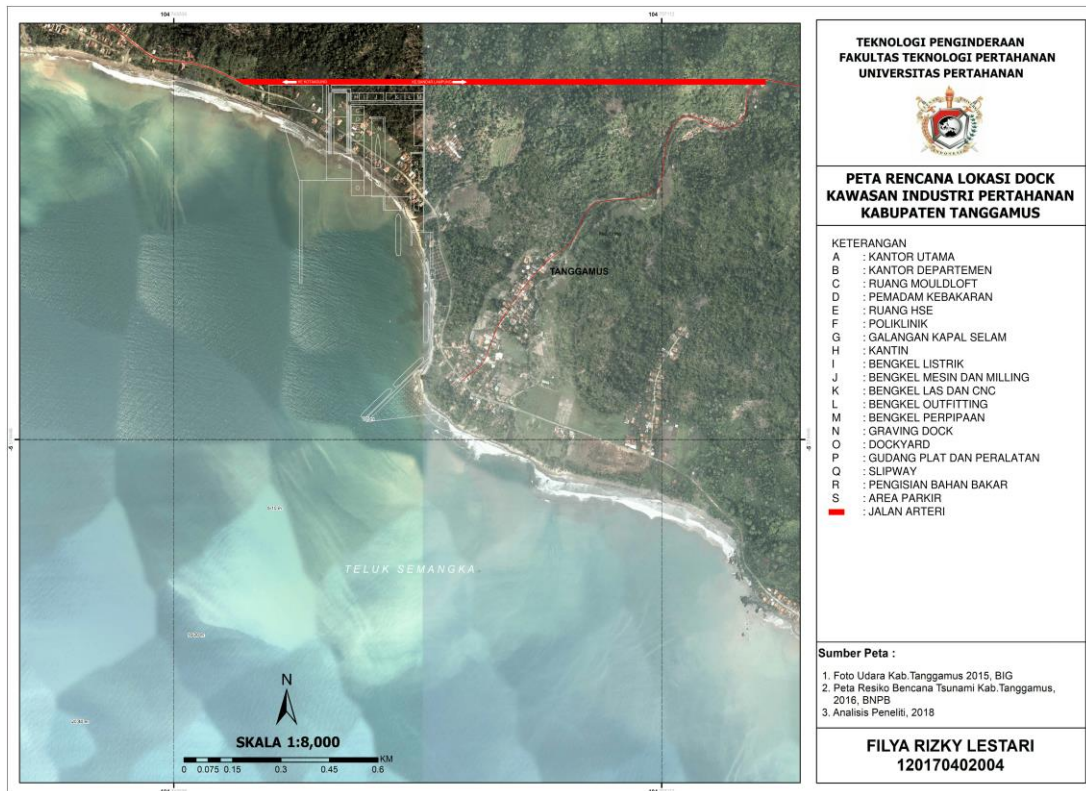 TEKNOLOGI PENGINDERAAN
FAKULTAS TEKNOLOGI PERTAHANAN
UNIVERSITAS PERTAHANAN
PETA RENCANA LOKASI DOCK
KAWASAN INDUSTRI PERTAHANAN
KABUPATEN TANGGAMUS
KETERANGAN
A : KANTOR UTAMA
B : KANTOR DEPARTEMEN
C : RUANG MOULDLOFT
D : PEMADAM KEBAKARAN
E : RUANG HSE
F : POLIKLINIK
G : GALANGAN KAPAL SELAM
H : KANTIN
I : BENGKEL LISTRIK
J : BENGKEL MESIN DAN MILLING
K : BENGKEL LAS DAN CNC
L : BENGKEL OUTFITTING
M : BENGKEL PERPIPAAN
N : GRAVING DOCK
O : DOCKYARD
P : GUDANG PLAT DAN PERALATAN
Q : SLIPWAY
R : PENGISIAN BAHAN BAKAR
S : AREA PARKIR
: JALAN ARTERI
Sumber Peta :
1. Foto Udara Kab.Tanggamus 2015, BIG
2. Peta Resiko Bencana Tsunami Kab.Tanggamus,
2016, BNPB
3. Analisis Peneliti, 2018
FILYA RIZKY LESTARI
120170402004
TANGGAMUS
TELUK SEMANGKA
N
SKALA 1:8,000
KM
0 0.075 0.15 0.3 0.45 0.6